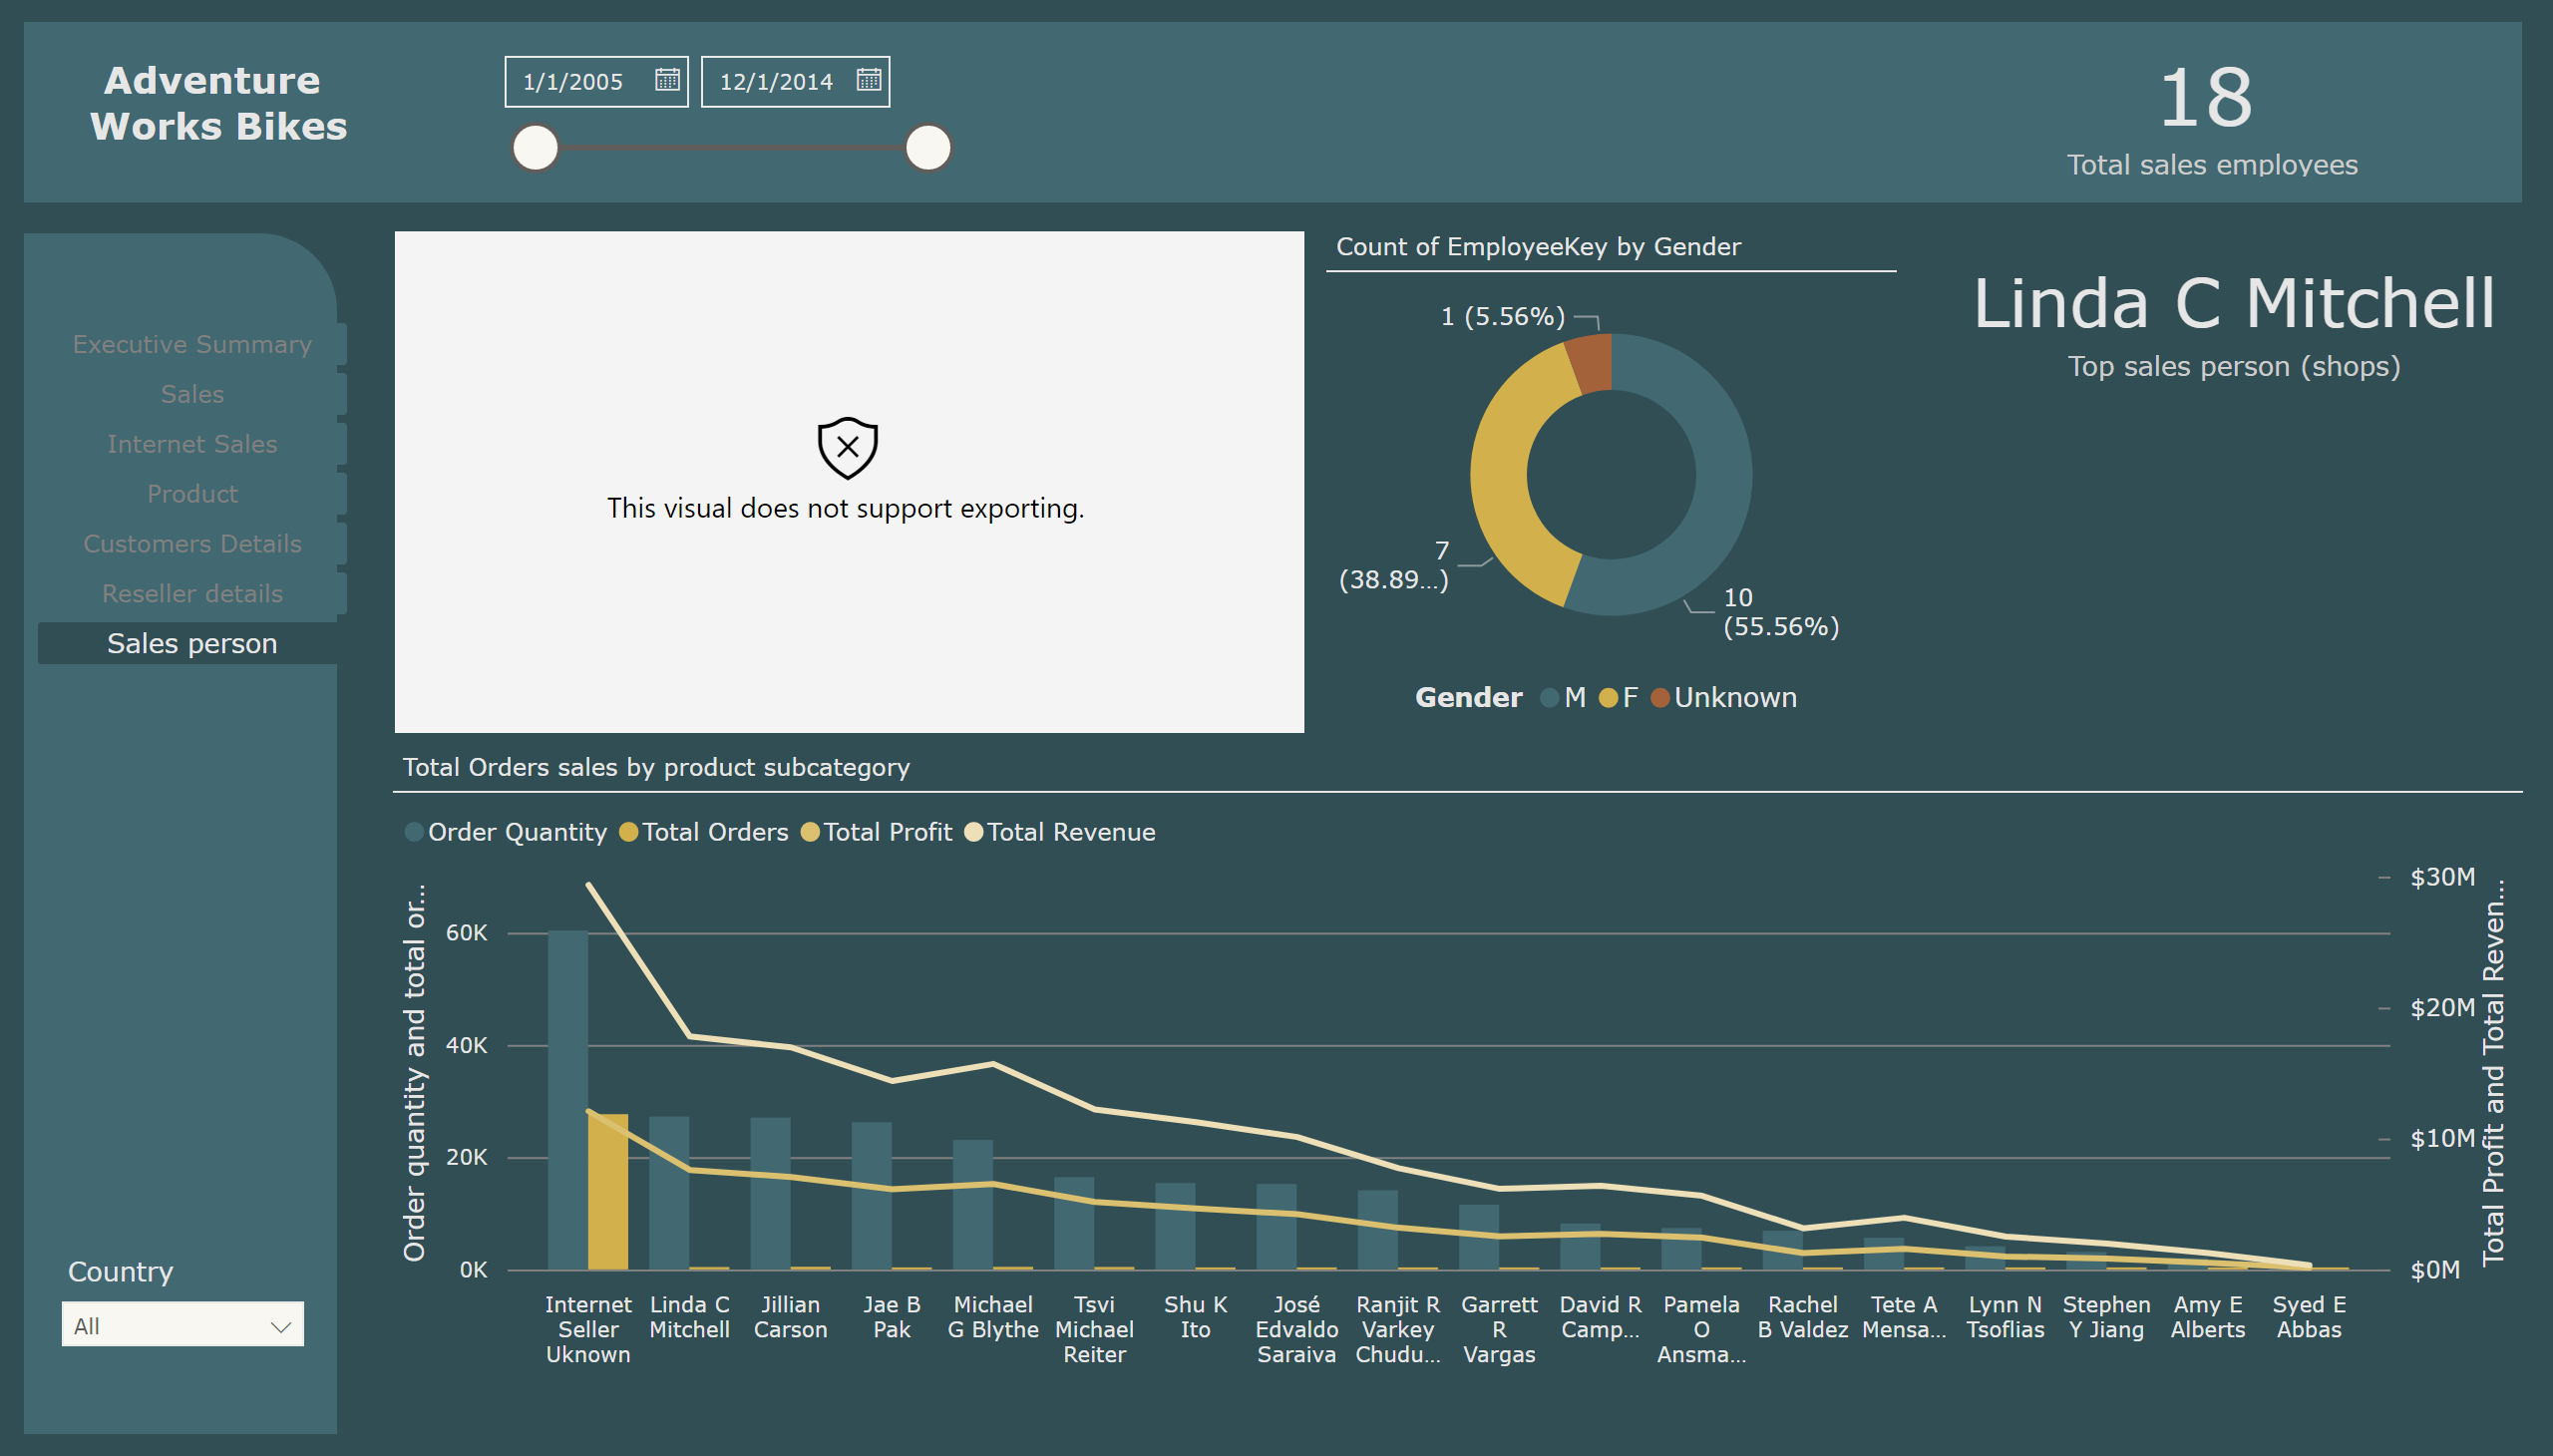 Adventure
Works Bikes
1/1/2005
12/1/2014
18
Total sales employees
Executive Summary
Sales
Internet Sales
Product
Customers Details
Reseller details
Sales person
Country
All
This visual does not support exporting.
Count of EmployeeKey by Gender
1 (5.56%)
7
(38.89...)
10
(55.56%)
Gender M F Unknown
Linda C Mitchell
Top sales person (shops)
Total Orders sales by product subcategory
Order Quantity Total Orders Total Profit Total Revenue
Order quantity and total or...
60K
40K
20K
0K
$30M
$20M
$10M
$0M
Total Profit and Total Reven...
Internet
Seller
Uknown
Linda C
Mitchell
Jillian
Carson
Jae B
Pak
Michael
G Blythe
Tsvi
Michael
Reiter
Shu K
Ito
José
Edvaldo
Saraiva
Ranjit R
Varkey
Chudu...
Garrett
R
Vargas
David R
Camp...
Pamela
O
Ansma...
Rachel
B Valdez
Tete A
Mensa...
Lynn N
Tsoflias
Stephen
Y Jiang
Amy E
Alberts
Syed E
Abbas